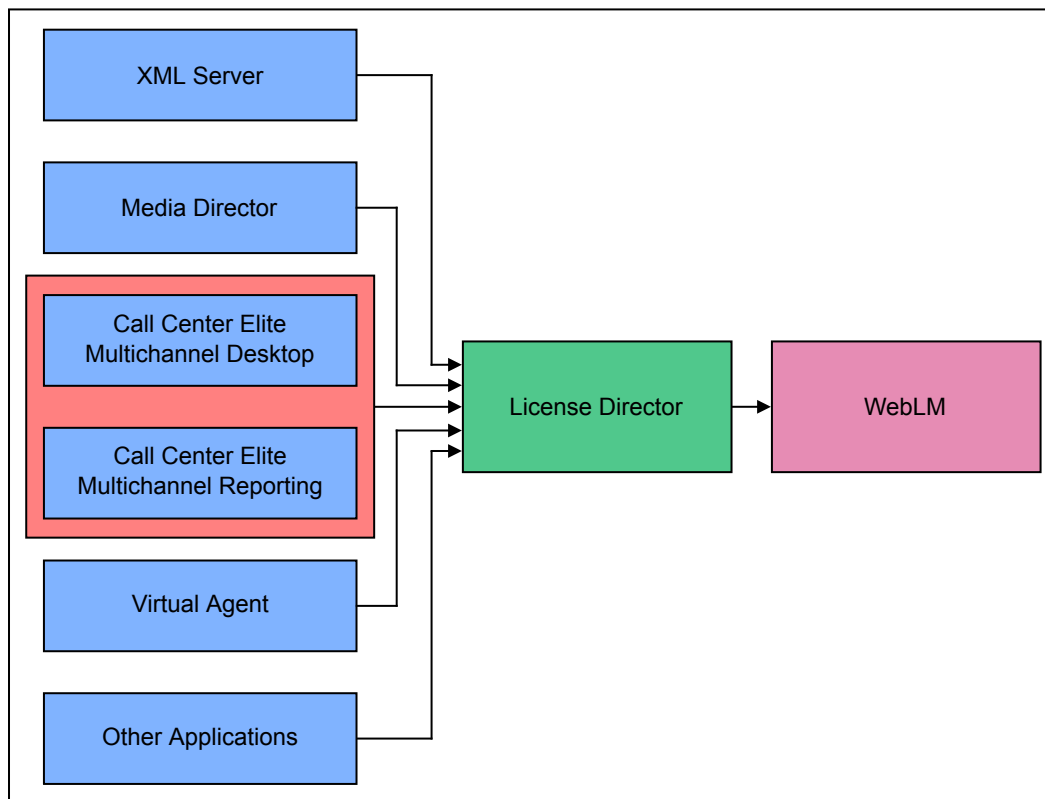 XML Server
Media Director
Call Center Elite
Multichannel Desktop
Call Center Elite
Multichannel Reporting
Virtual Agent
Other Applications
License Director
WebLM